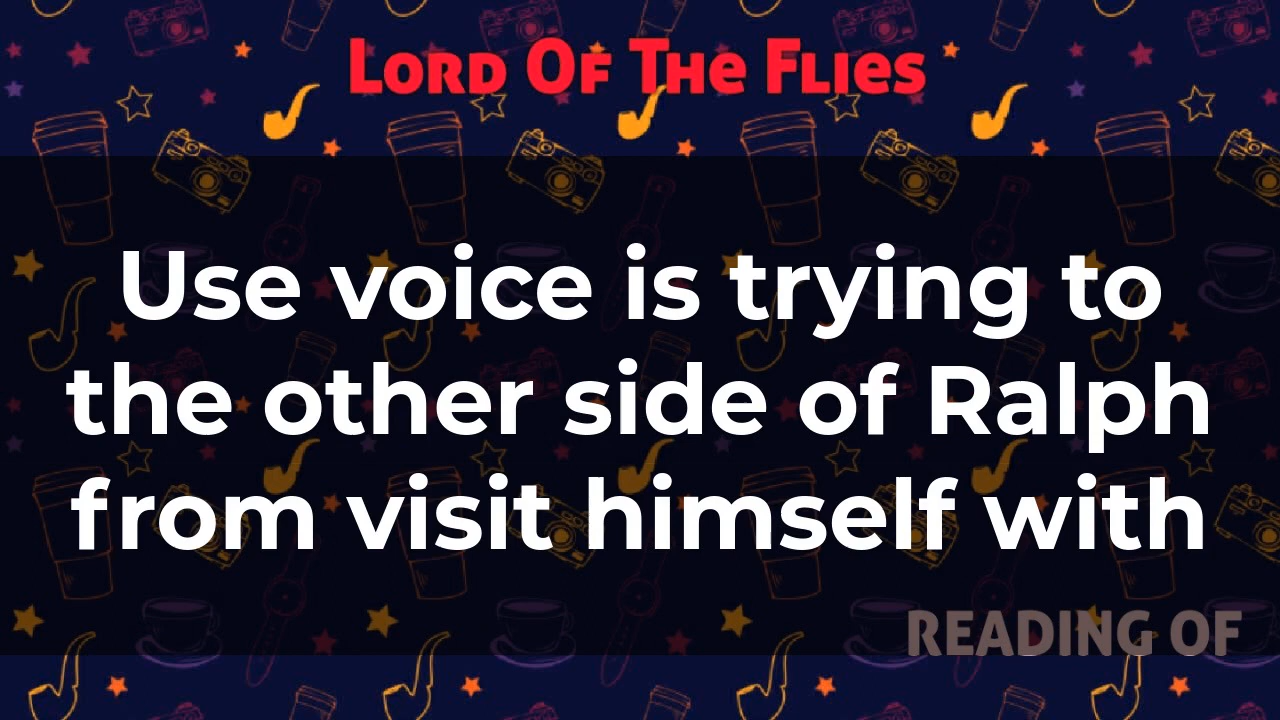 Lord Of The Flies
Use voice is trying to
the other side of Ralph
from visit himself with
READING OF